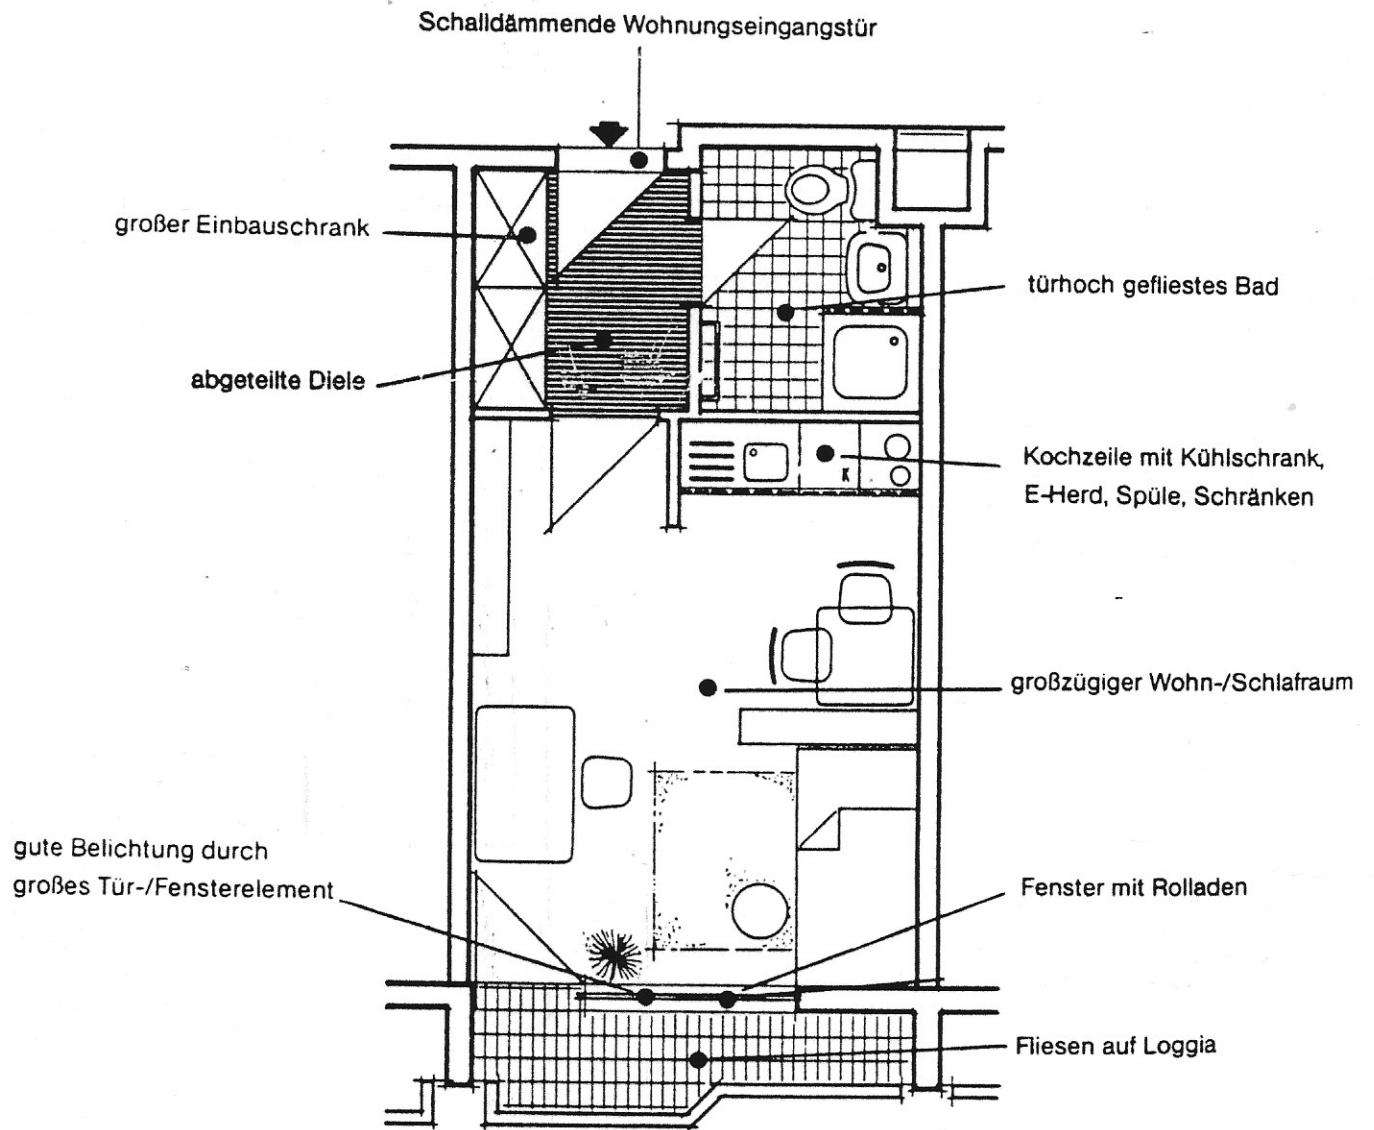 Schalldämmende Wohnungseingangstür
großer Einbauschrank
türhoch gefliestes Bad
abgeteilte Diele
Kochzeile mit Kühlschrank,
E-Herd, Spüle, Schränken
K
großzügiger Wohn-/Schlafraum
gute Belichtung durch
großes Tür-/Fensterelement
Fenster mit Rolladen
Fliesen auf Loggia